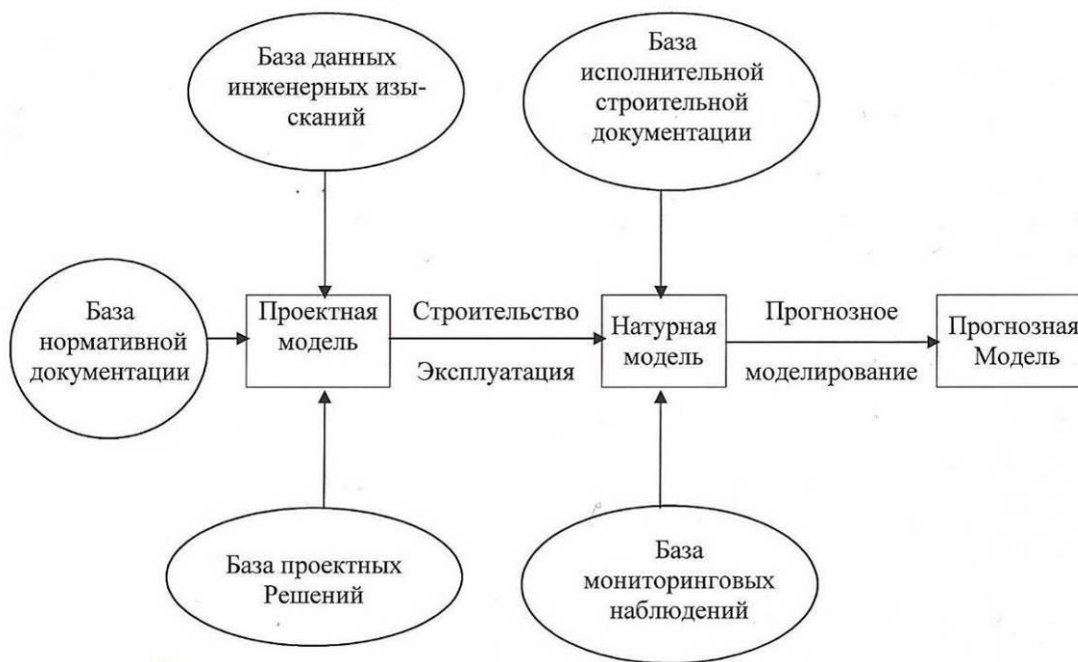 База данных
инженерных изы-
сканий
База
исполнительной
строительной
документации
База
нормативной
документации
Проектная
модель
Строительство
Эксплуатация
Натурная
модель
Прогнозное
моделирование
Прогнозная
Модель
База проектных
Решений
База
мониторинговых
наблюдений